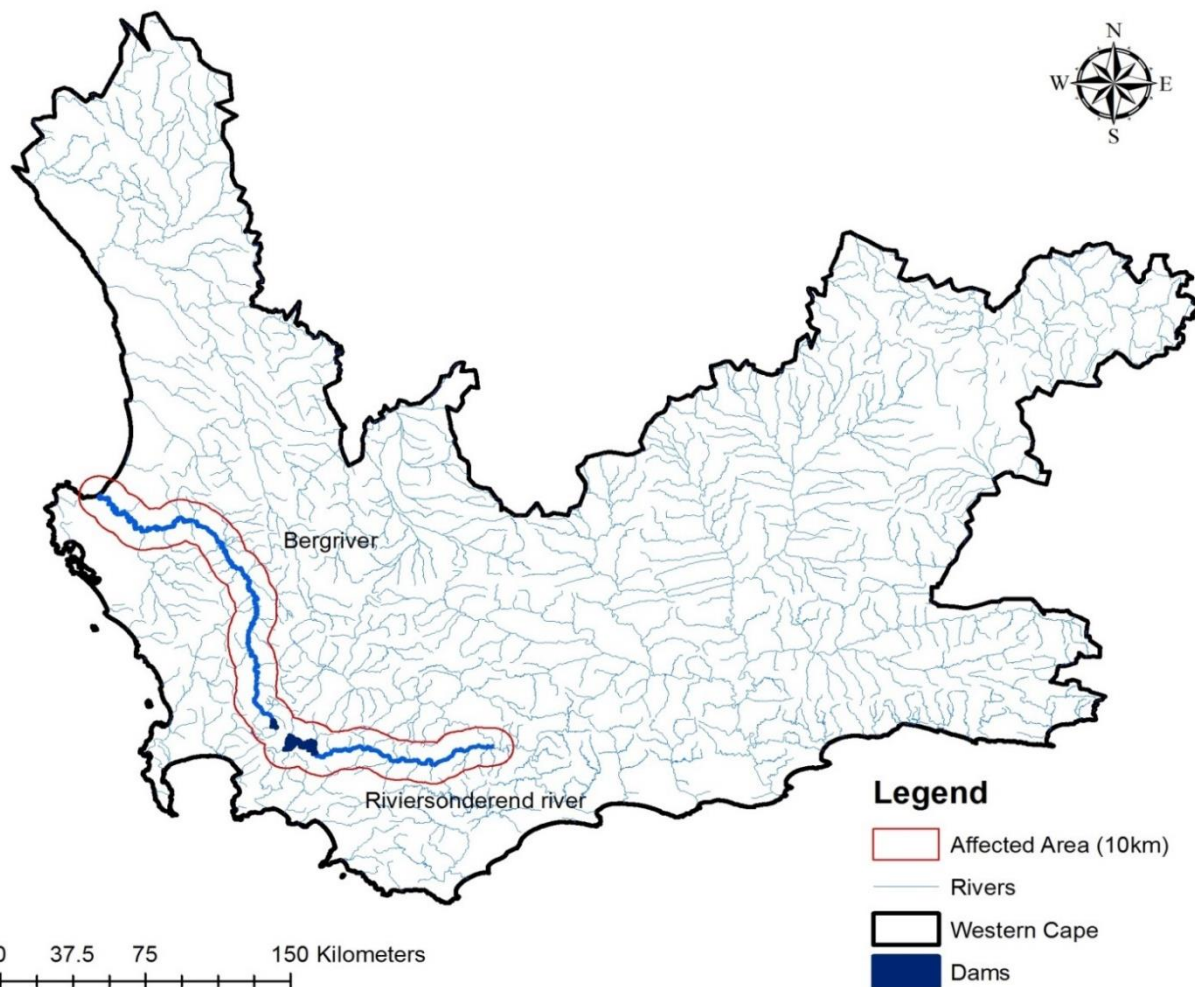 N
W E
S
Bergriver
Riviersonderend river
Legend
Affected Area (10km)
Rivers
Western Cape
Dams
0 37.5 75 150 Kilometers